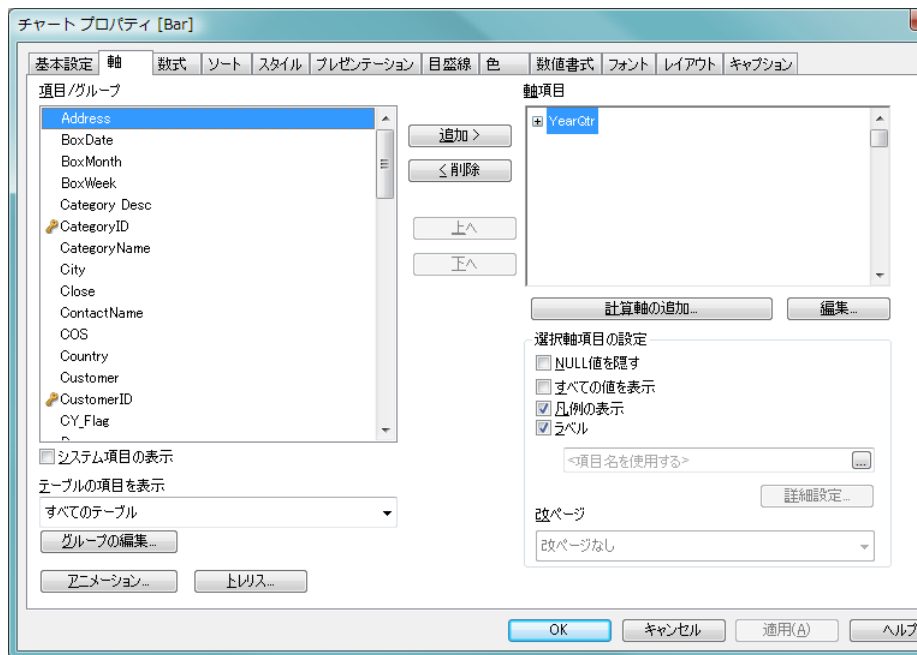 チャート プロパティ [Bar]
基本設定 軸 数式 ソート スタイル プレゼンテーション 目盛線 色 数値書式 フォント レイアウト キャプション
項目/グループ
Address
BoxDate
BoxMonth
BoxWeek
Category Desc
CategoryID
CategoryName
City
Close
ContactName
COS
Country
Customer
CustomerID
CY_Flag
システム項目の表示
テーブルの項目を表示
すべてのテーブル
グループの編集...
アニメーション...
トレリス...
追加 >
< 削除
上へ
下へ
軸項目
YearQtr
計算軸の追加...
編集...
選択軸項目の設定
NULL値を隠す
すべての値を表示
凡例の表示
ラベル
<項目名を使用する>
...
詳細設定...
改ページ
改ページなし
OK
キャンセル
適用(A)
ヘルプ